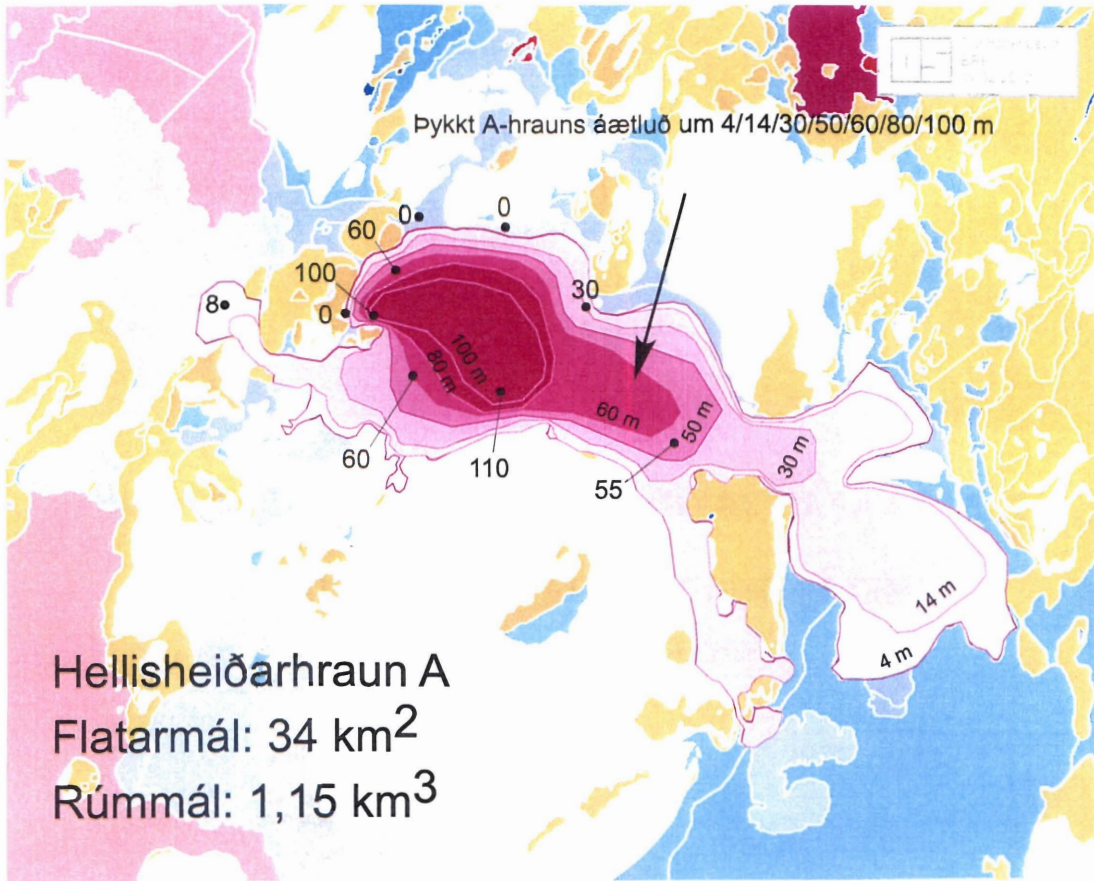 Þykkt A-hrauns áætluð um 4/14/30/50/60/80/100 m
0
0
60
100
30
8
0
100 m
80 m
60 m
50 m
60
110
55
30 m
14 m
4 m
Hellisheiðarhraun A
Flatarmál: 34 km²
Rúmmál: 1,15 km³